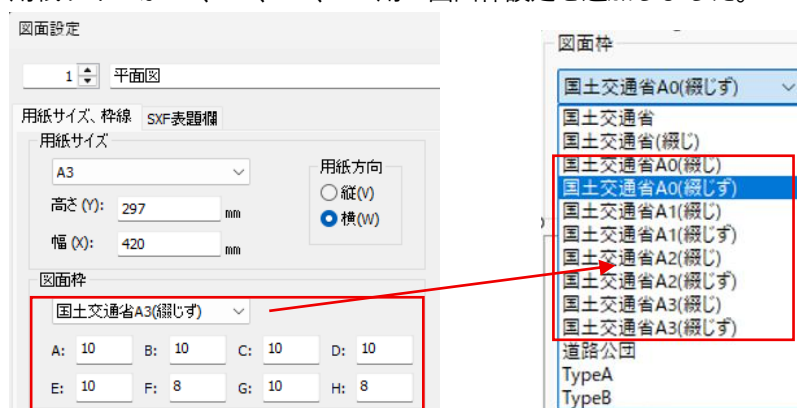 図面設定
1 平面図
用紙サイズ、枠線 SXF表題欄
用紙サイズ
A3
高さ(Y): 297 mm
幅(X): 420 mm
用紙方向
縦(V)
横(W)
図面枠
国土交通省A3(綴じず)
A: 10 B: 10 C: 10 D: 10
E: 10 F: 8 G: 10 H: 8
図面枠
国土交通省A0(綴じず)
国土交通省
国土交通省(綴じ)
国土交通省A0(綴じ)
国土交通省A0(綴じず)
国土交通省A1(綴じ)
国土交通省A1(綴じず)
国土交通省A2(綴じ)
国土交通省A2(綴じず)
国土交通省A3(綴じ)
国土交通省A3(綴じず)
道路公団
TypeA
TypeB